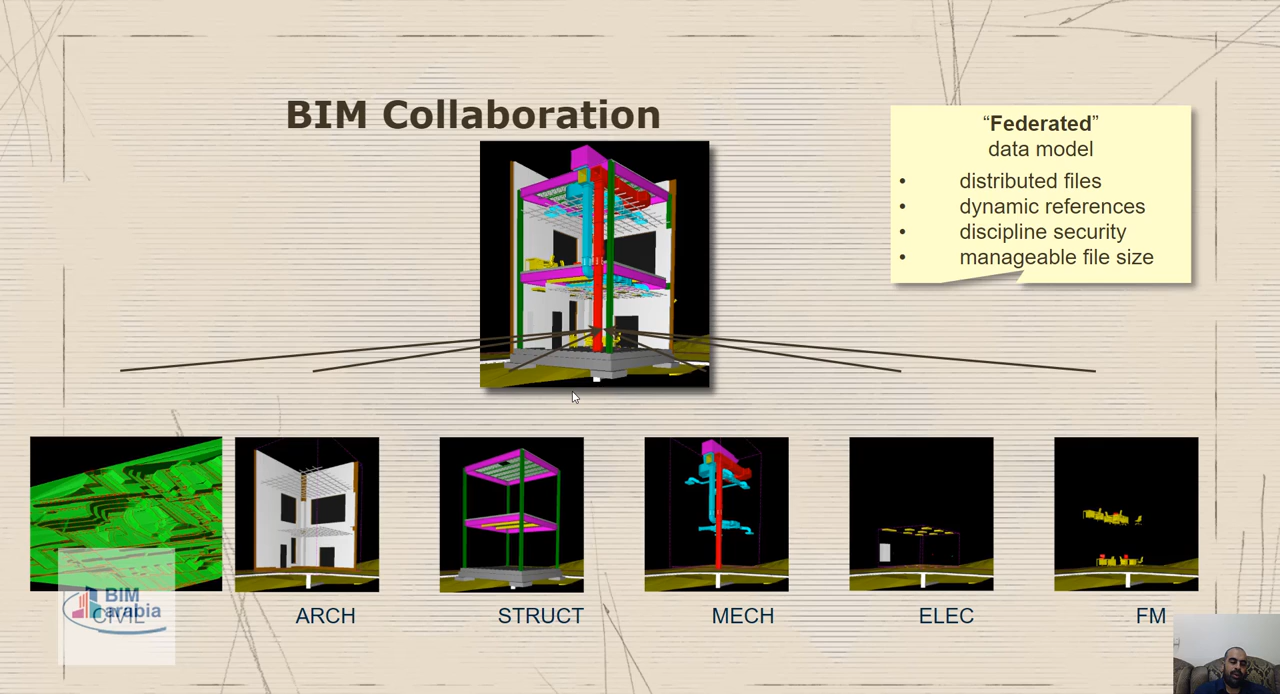 BIM Collaboration
“Federated”
data model
• distributed files
• dynamic references
• discipline security
• manageable file size
BIM
arabia
CIVIL
ARCH
STRUCT
MECH
ELEC
FM